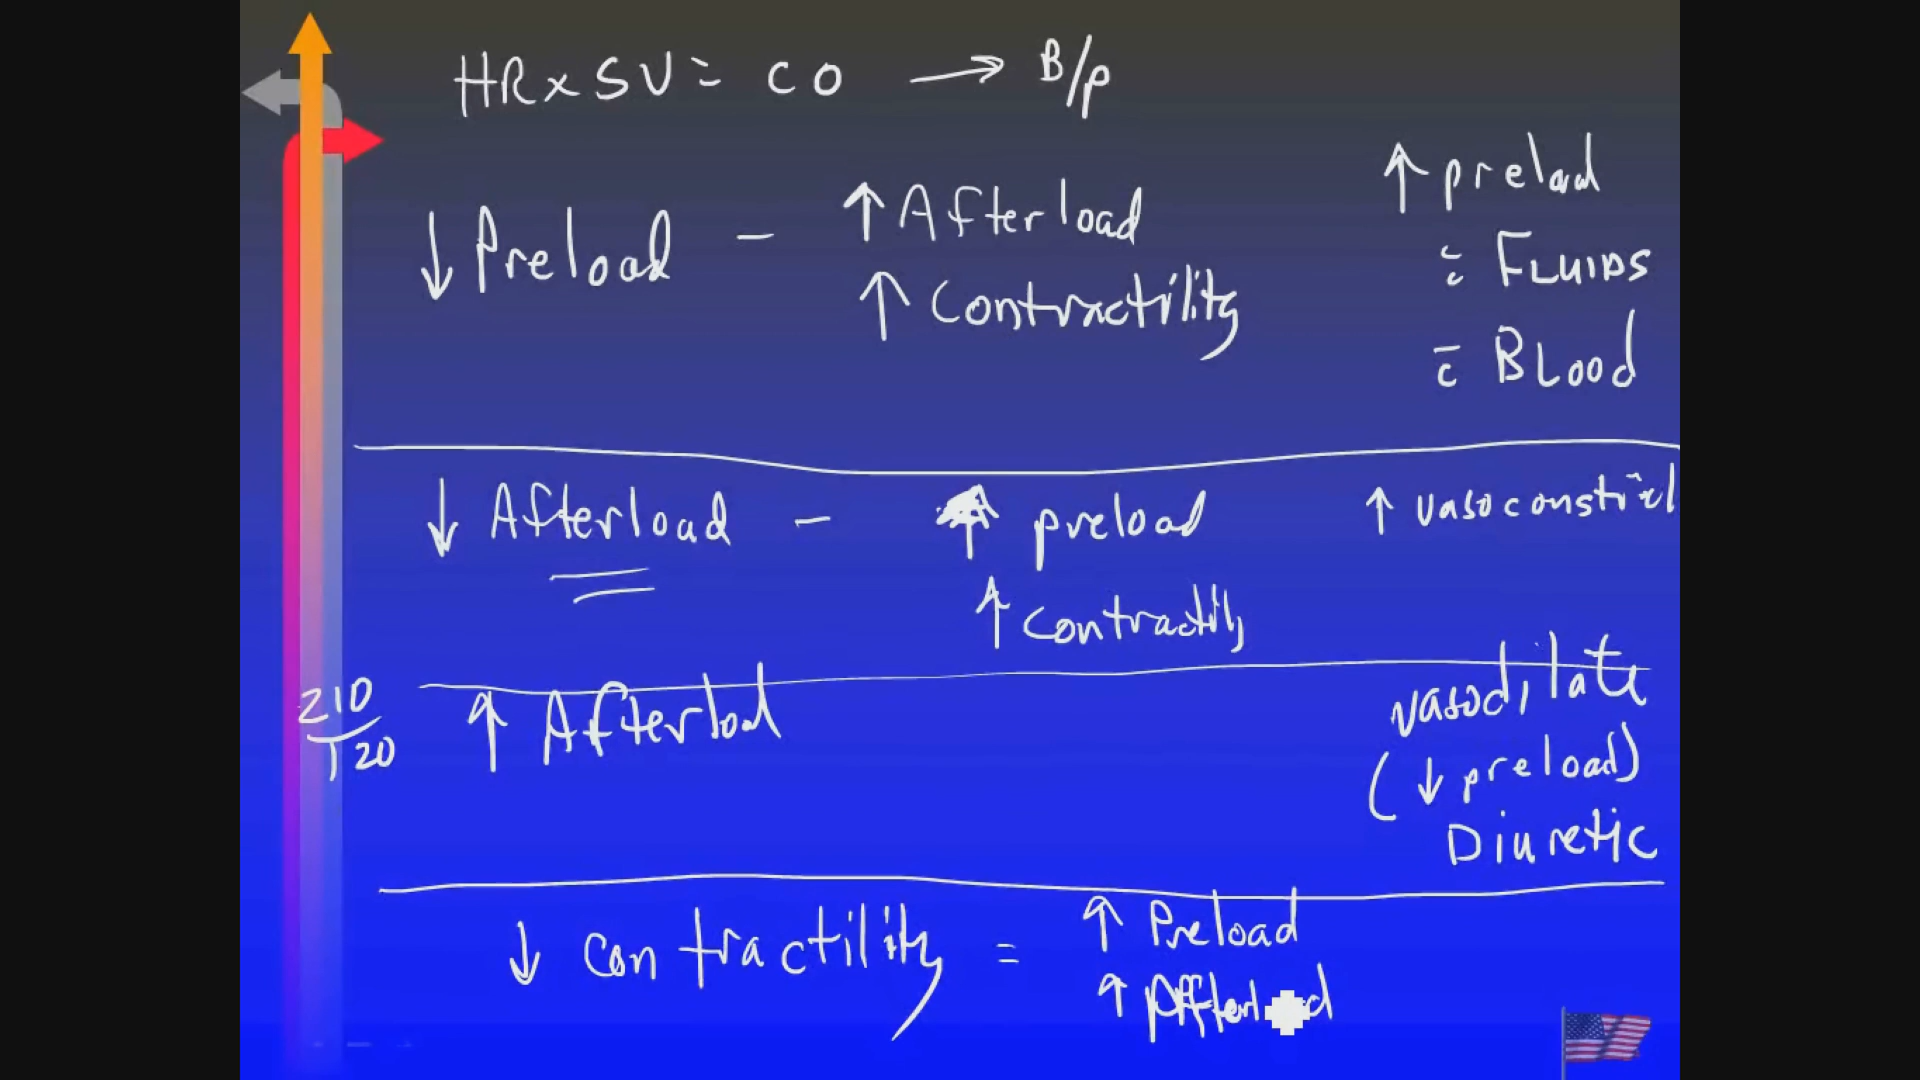 HR x SV = CO → B/P
↑ preload
↓ Preload - ↑ Afterload
↑ Contractility
c̄ FLUIDS
c̄ BLood
↓ Afterload - ↑ preload
↑ vasoconstrict
↑ contractility
210/120 ↑ Afterload
vasodilate
(↓ preload)
Diuretic
↓ contractility = ↑ Preload
↑ Afterload